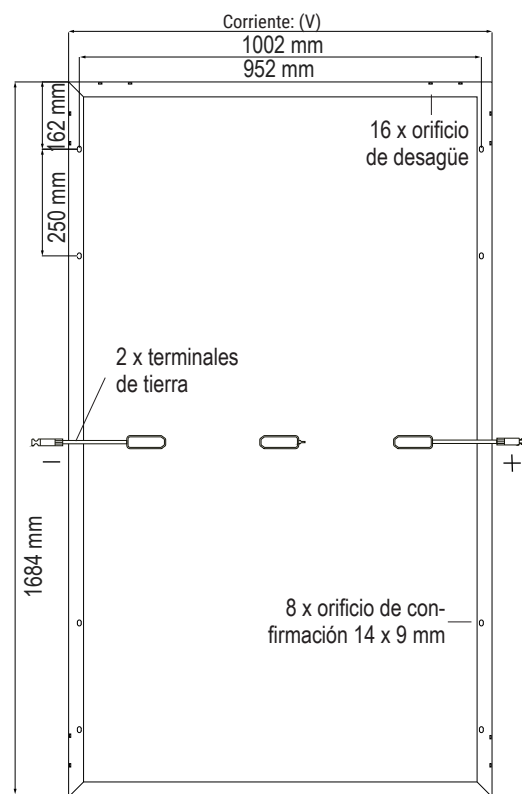 Corriente: (V)
1002 mm
952 mm
162 mm
16 x orificio
de desagüe
250 mm
2 x terminales
de tierra
− +
1684 mm
8 x orificio de con-
firmación 14 x 9 mm